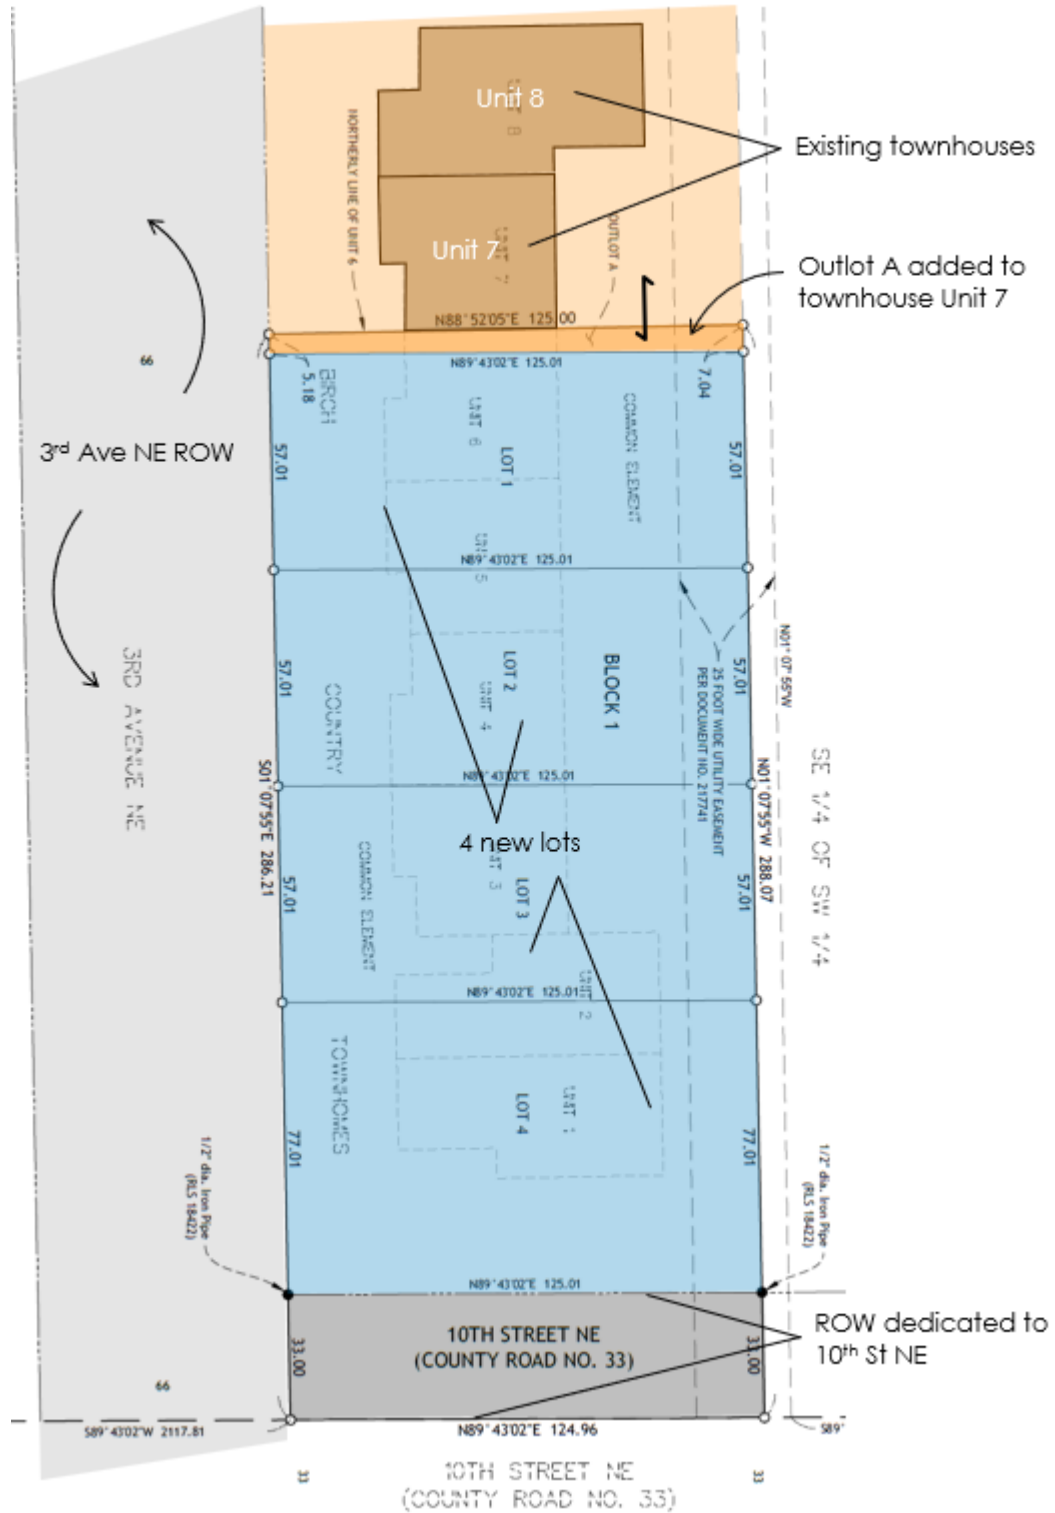 Unit 8
UNIT 8
Existing townhouses
NORTHERLY LINE OF UNIT 6
Unit 7
UNIT 7
OUTLOT A
Outlot A added to
townhouse Unit 7
N88°52'05"E 125.00
66
N89°43'02"E 125.01
5.18
7.04
BIRCH
UNIT 6
LOT 1
COMMON ELEMENT
3rd Ave NE ROW
57.01
57.01
UNIT 5
N89°43'02"E 125.01
3RD AVENUE NE
57.01
COUNTRY
LOT 2
UNIT 4
BLOCK 1
57.01
25 FOOT WIDE UTILITY EASEMENT
PER DOCUMENT NO. 217741
N01°07'55"W
S01°07'55"E 286.21
N89°43'02"E 125.01
N01°07'55"W 288.07
SE 1/4 OF SW 1/4
4 new lots
57.01
COMMON ELEMENT
UNIT 3
LOT 3
57.01
N89°43'02"E 125.01
UNIT 2
TOWNHOMES
LOT 4
UNIT 1
77.01
77.01
1/2" dia. Iron Pipe
(RLS 18422)
1/2" dia. Iron Pipe
(RLS 18422)
N89°43'02"E 125.01
33.00
10TH STREET NE
(COUNTY ROAD NO. 33)
33.00
ROW dedicated to
10th St NE
66
S89°43'02"W 2117.81
N89°43'02"E 124.96
S89°
33
10TH STREET NE
(COUNTY ROAD NO. 33)
33